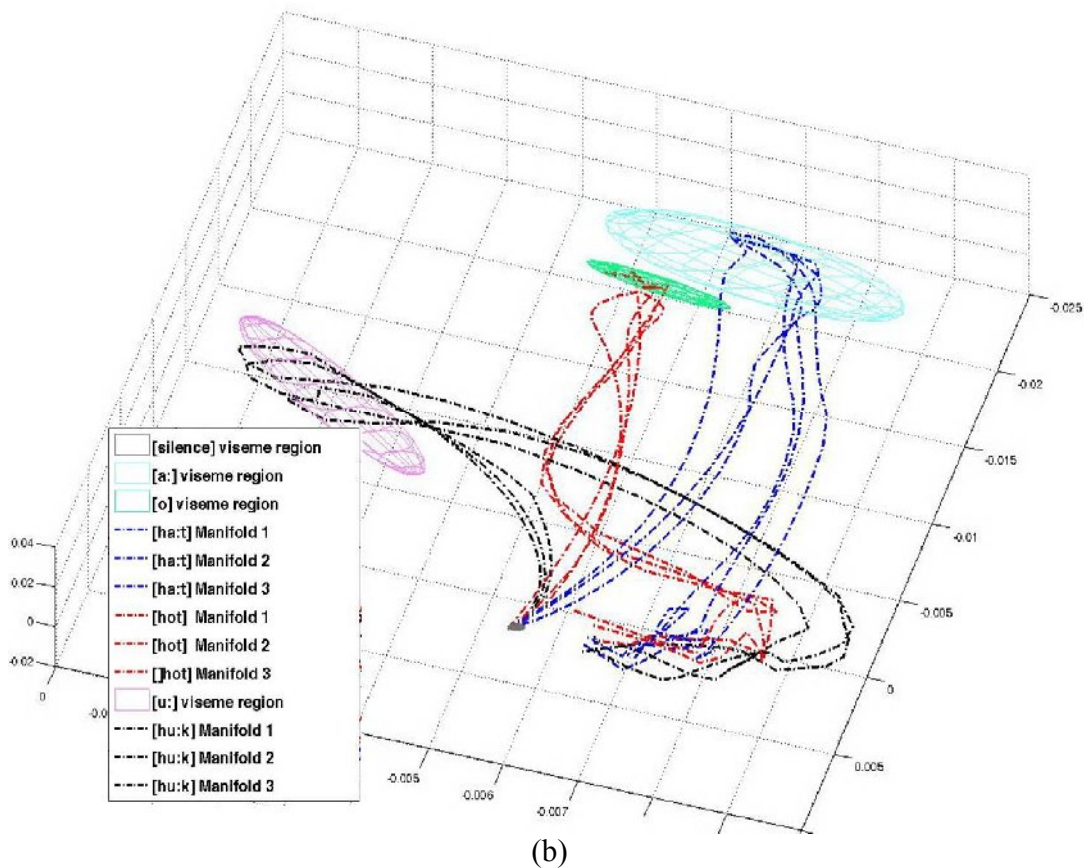 -0.025
-0.02
-0.015
-0.01
-0.005
0
0.005
0.04
0.02
0
-0.02
0
-0.005
-0.006
-0.007
[silence] viseme region
[a:] viseme region
[o] viseme region
[ha:t] Manifold 1
[ha:t] Manifold 2
[ha:t] Manifold 3
[hot] Manifold 1
[hot] Manifold 2
[]hot] Manifold 3
[u:] viseme region
[hu:k] Manifold 1
[hu:k] Manifold 2
[hu:k] Manifold 3
(b)